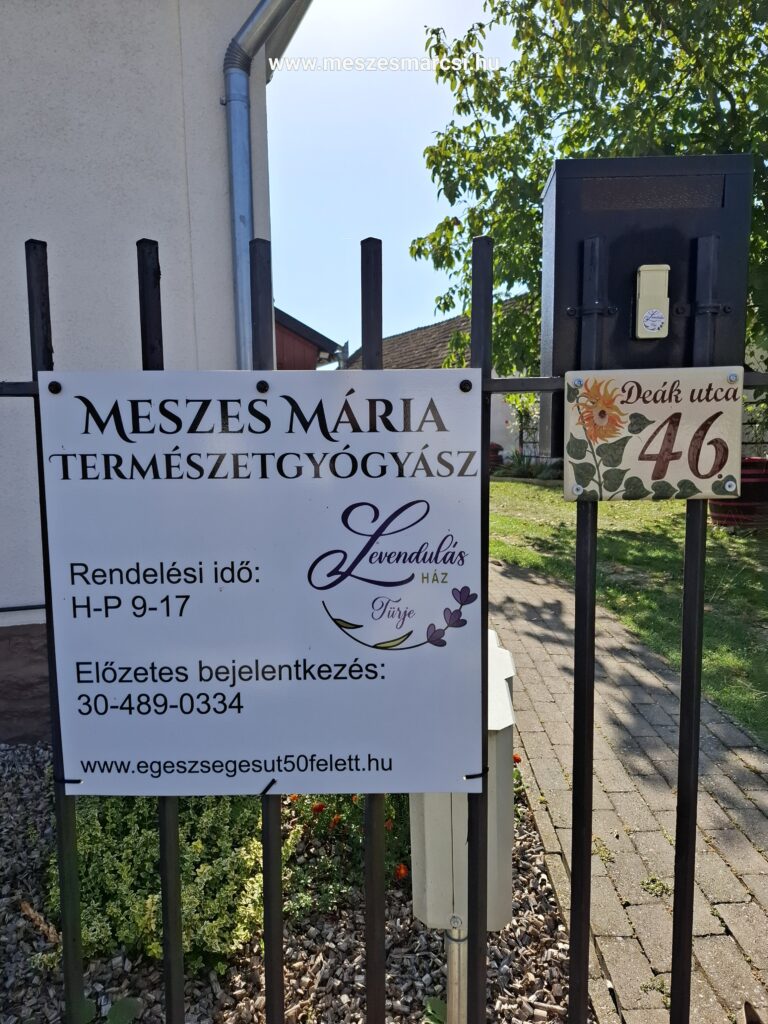 www.meszesmarcsi.hu
MESZES MÁRIA
TERMÉSZETGYÓGYÁSZ
Levendulás
HÁZ
Türje
Rendelési idő:
H-P 9-17
Előzetes bejelentkezés:
30-489-0334
www.egeszsegesut50felett.hu
Deák utca
46.